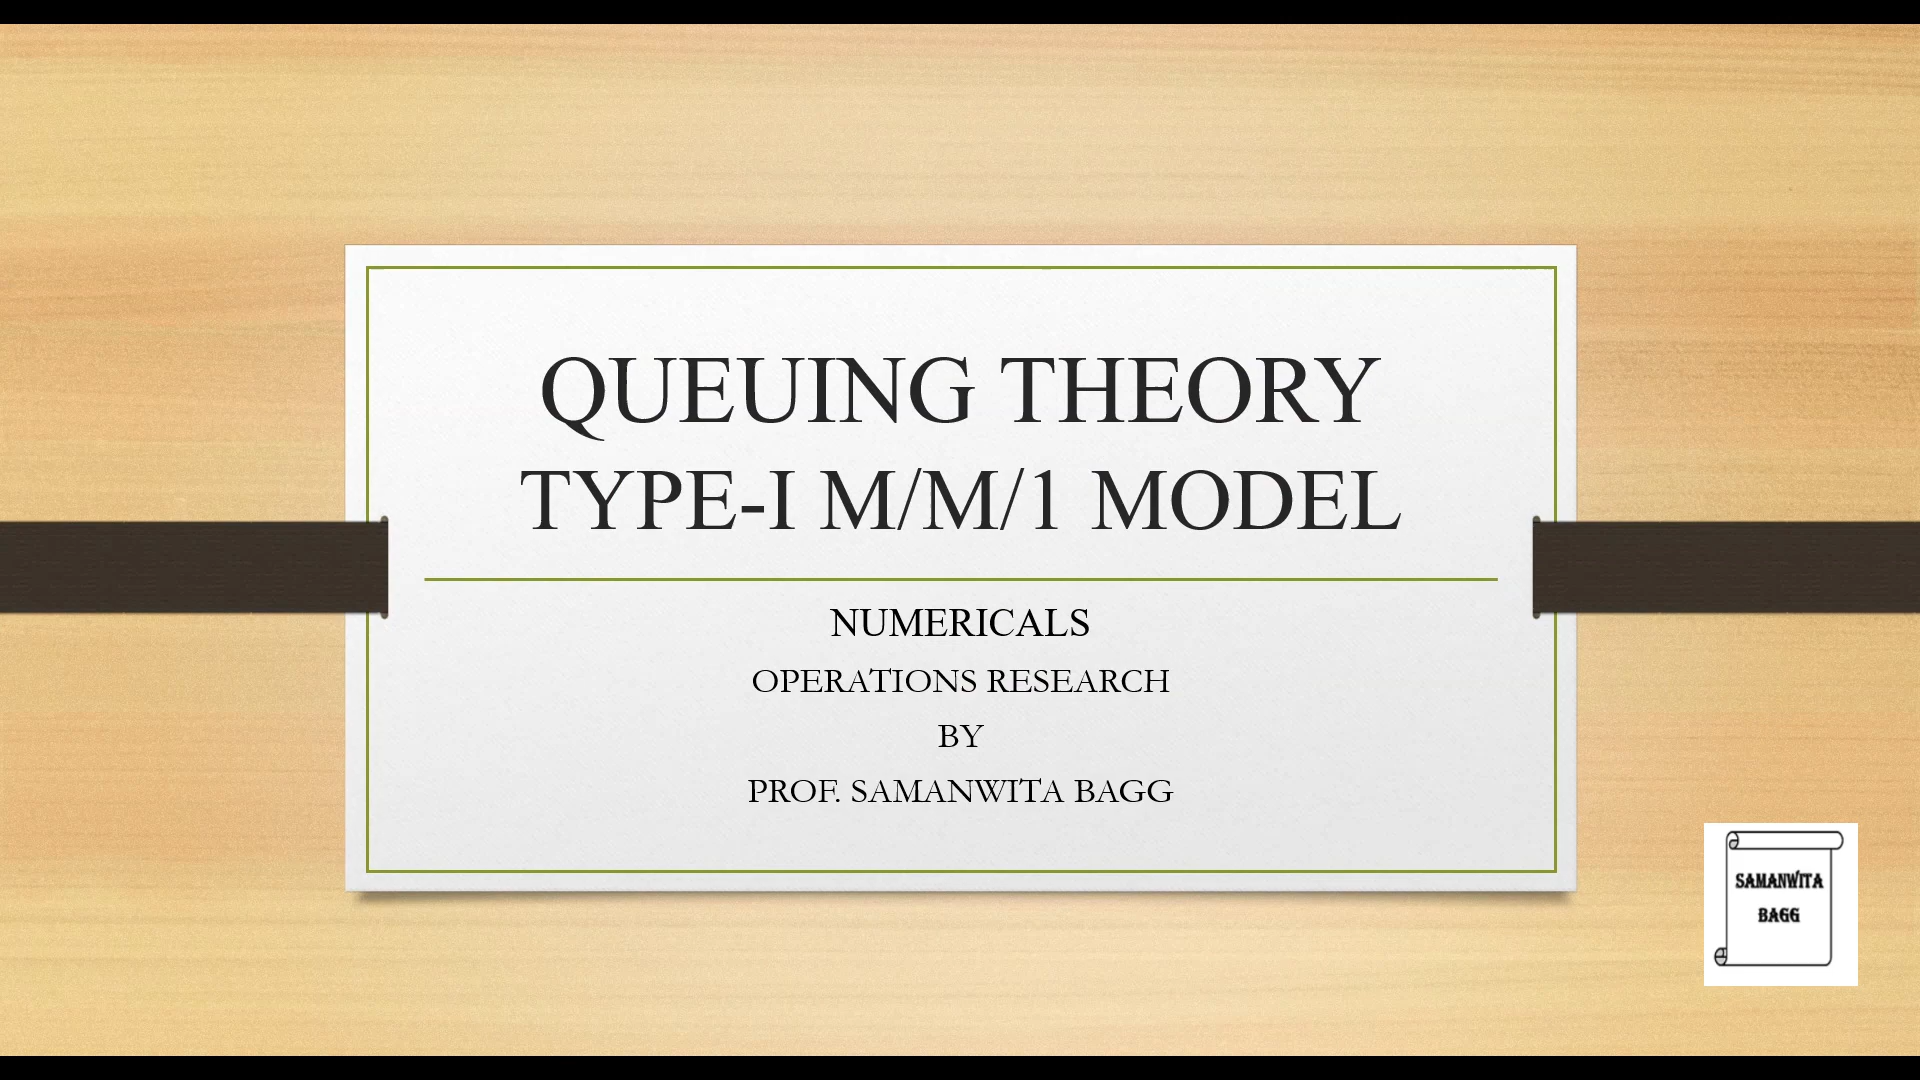 QUEUING THEORY
TYPE-I M/M/1 MODEL
NUMERICALS
OPERATIONS RESEARCH
BY
PROF. SAMANWITA BAGG
SAMANWITA
BAGG